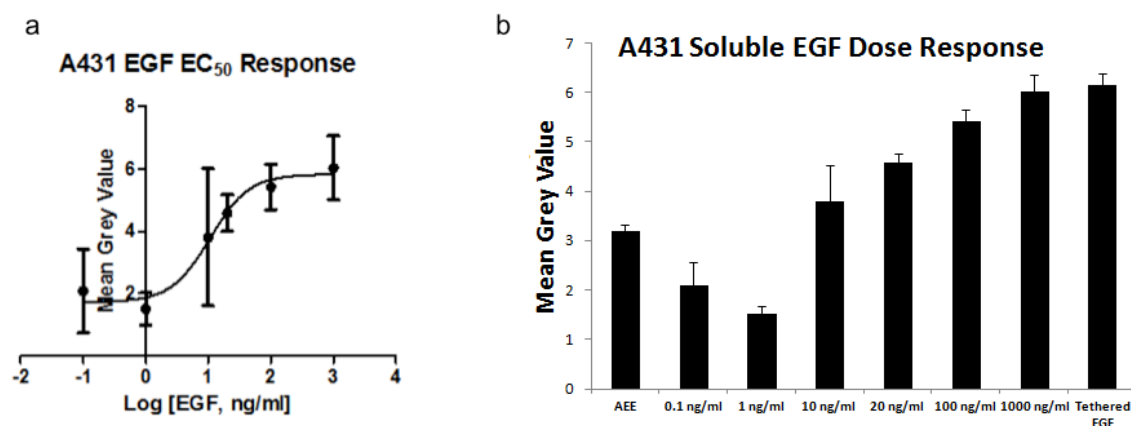 a
A431 EGF EC50 Response
8
6
4
2
Mean Grey Value
-2 -1 0 1 2 3 4
Log [EGF, ng/ml]
b
A431 Soluble EGF Dose Response
7
6
5
4
3
2
1
0
Mean Grey Value
AEE 0.1 ng/ml 1 ng/ml 10 ng/ml 20 ng/ml 100 ng/ml 1000 ng/ml Tethered
EGF